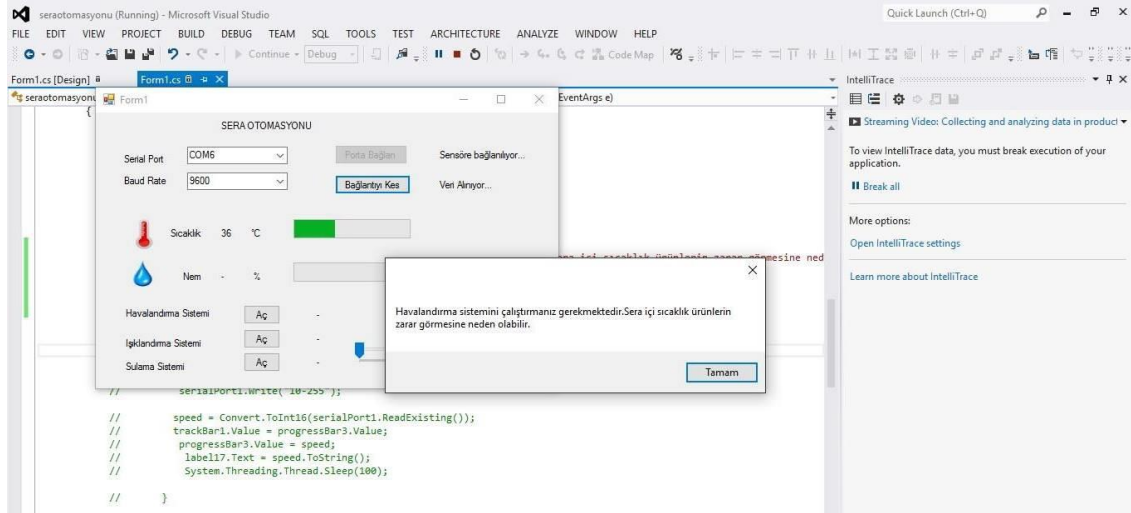 seraotomasyonu (Running) - Microsoft Visual Studio
Quick Launch (Ctrl+Q)
FILE EDIT VIEW PROJECT BUILD DEBUG TEAM SQL TOOLS TEST ARCHITECTURE ANALYZE WINDOW HELP
Continue Debug Code Map
Form1.cs [Design] Form1.cs
IntelliTrace
seraotomasyonu
EventArgs e)
{
Form1
SERA OTOMASYONU
Serial Port COM6 Porta Bağlan Sensöre bağlanılıyor...
Baud Rate 9600 Bağlantıyı Kes Veri Alınıyor...
Sıcaklık 36 °C
Nem - %
Havalandırma Sistemi Aç -
Işıklandırma Sistemi Aç -
Sulama Sistemi Aç -
Havalandırma sistemini çalıştırmanız gerekmektedir.Sera içi sıcaklık ürünlerin
zarar görmesine neden olabilir.
Tamam
// serialPort1.Write("10-255");
// speed = Convert.ToInt16(serialPort1.ReadExisting());
// trackBar1.Value = progressBar3.Value;
// progressBar3.Value = speed;
// label17.Text = speed.ToString();
// System.Threading.Thread.Sleep(100);
// }
Streaming Video: Collecting and analyzing data in product
To view IntelliTrace data, you must break execution of your
application.
Break all
More options:
Open IntelliTrace settings
Learn more about IntelliTrace